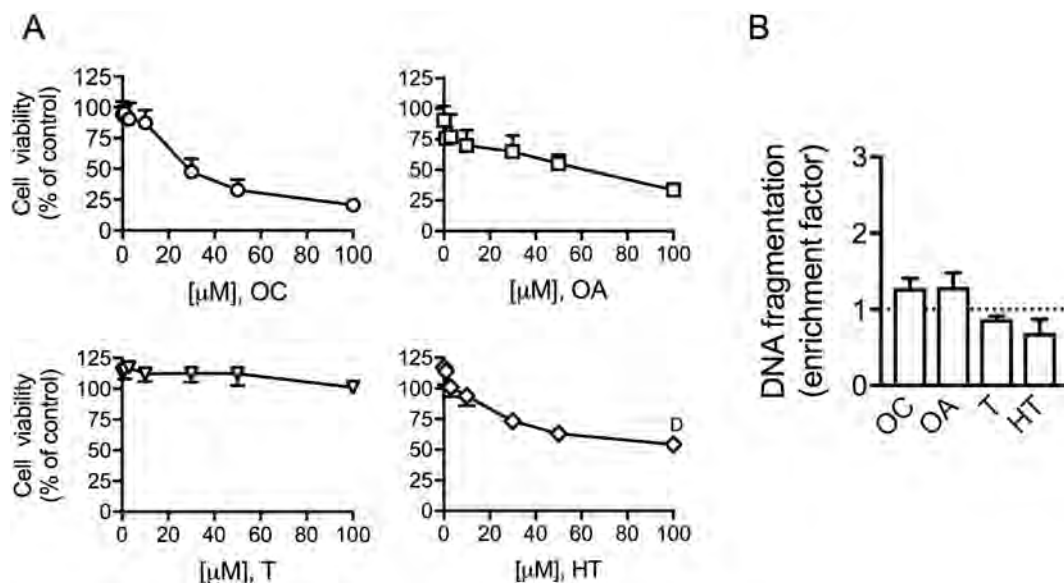 A
B
Cell viability
(% of control)
125
100
75
50
25
0
0 20 40 60 80 100
[μM], OC
125
100
75
50
25
0
0 20 40 60 80 100
[μM], OA
Cell viability
(% of control)
125
100
75
50
25
0
0 20 40 60 80 100
[μM], T
125
100
75
50
25
0
D
0 20 40 60 80 100
[μM], HT
DNA fragmentation
(enrichment factor)
3
2
1
0
OC OA T HT